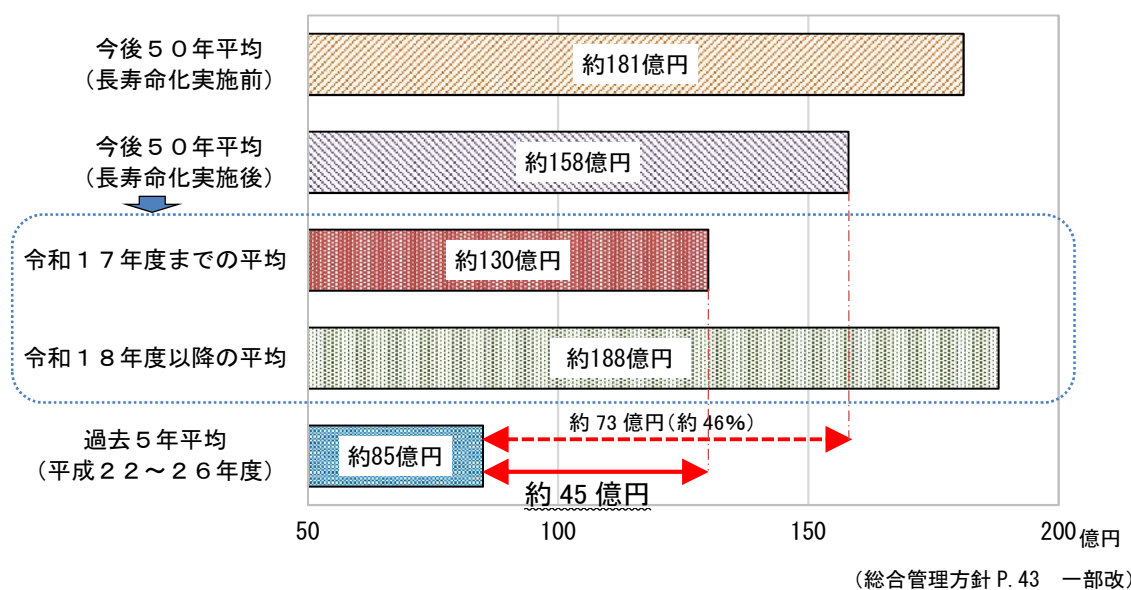 今後５０年平均
（長寿命化実施前）
約181億円
今後５０年平均
（長寿命化実施後）
約158億円
令和１７年度までの平均
約130億円
令和１８年度以降の平均
約188億円
過去５年平均
（平成２２～２６年度）
約85億円
約 73 億円（約 46%）
約 45 億円
50
100
150
200
億円
（総合管理方針 P. 43　一部改）